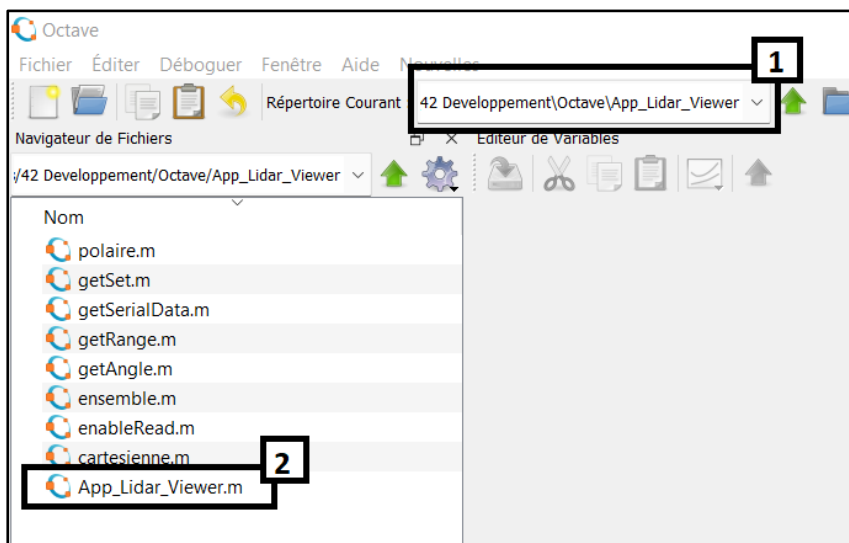 Octave
Fichier Éditer Déboguer Fenêtre Aide Nouvelles
1
Répertoire Courant : 42 Developpement\Octave\App_Lidar_Viewer
Navigateur de Fichiers
Editeur de Variables
/42 Developpement/Octave/App_Lidar_Viewer
Nom
polaire.m
getSet.m
getSerialData.m
getRange.m
getAngle.m
ensemble.m
enableRead.m
cartesienne.m
2
App_Lidar_Viewer.m